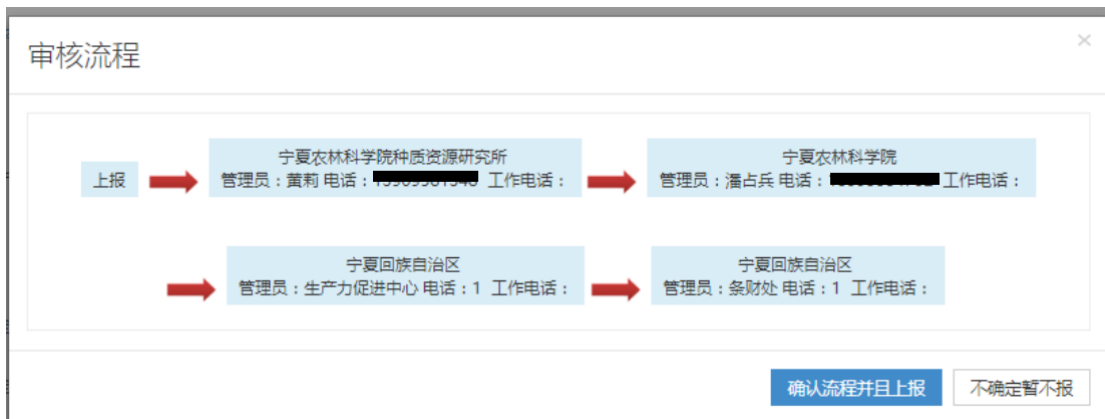 审核流程
×
上报
宁夏农林科学院种质资源研究所
管理员：黄莉 电话： 工作电话：
宁夏农林科学院
管理员：潘占兵 电话： 工作电话：
宁夏回族自治区
管理员：生产力促进中心 电话：1 工作电话：
宁夏回族自治区
管理员：条财处 电话：1 工作电话：
确认流程并且上报
不确定暂不报